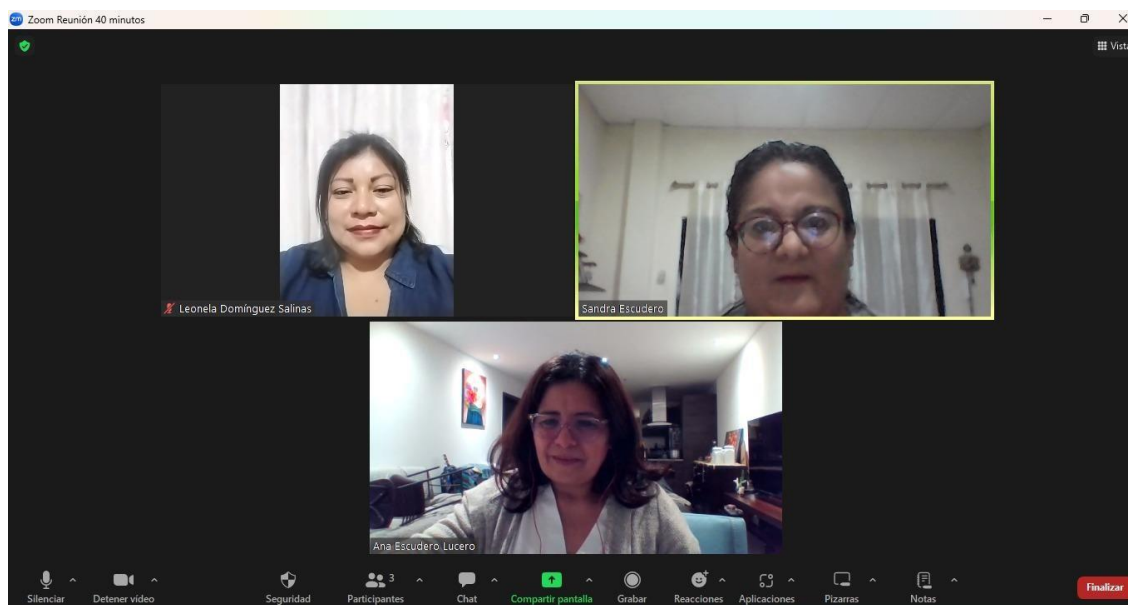 zm Zoom Reunión 40 minutos
Vista
Leonela Domínguez Salinas
Sandra Escudero
Ana Escudero Lucero
3
Silenciar
Detener video
Seguridad
Participantes
Chat
Compartir pantalla
Grabar
Reacciones
Aplicaciones
Pizarras
Notas
Finalizar